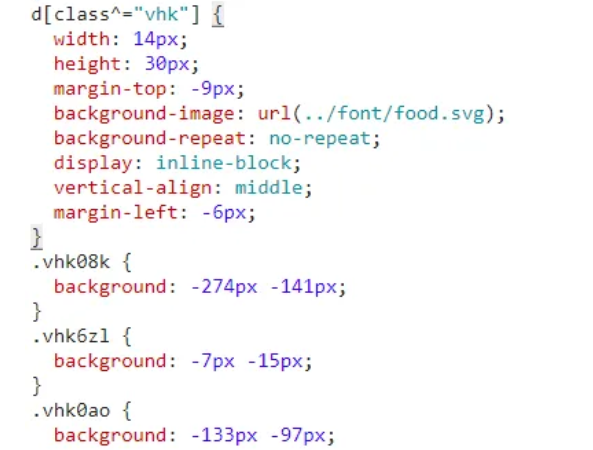 d[class^="vhk"] {
width: 14px;
height: 30px;
margin-top: -9px;
background-image: url(../font/food.svg);
background-repeat: no-repeat;
display: inline-block;
vertical-align: middle;
margin-left: -6px;
}
.vhk08k {
background: -274px -141px;
}
.vhk6zl {
background: -7px -15px;
}
.vhk0ao {
background: -133px -97px;